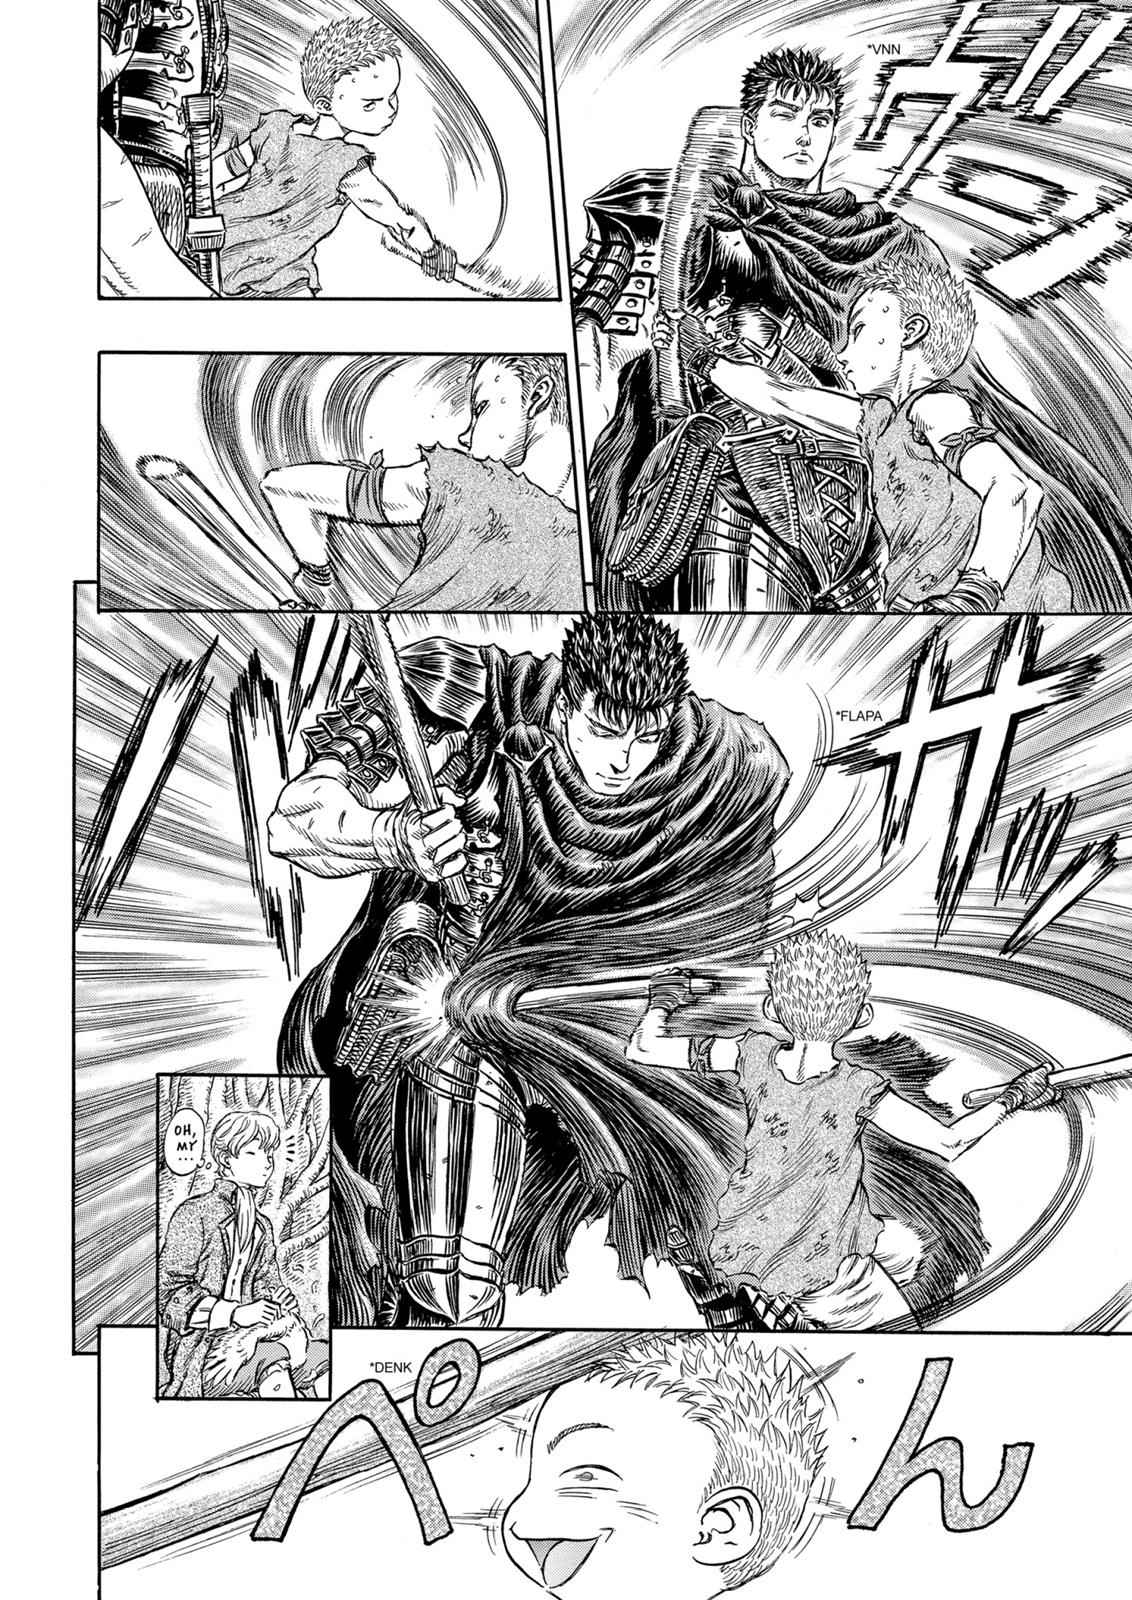 *VNN
*FLAPA
OH,
MY
...
*DENK
ぺん